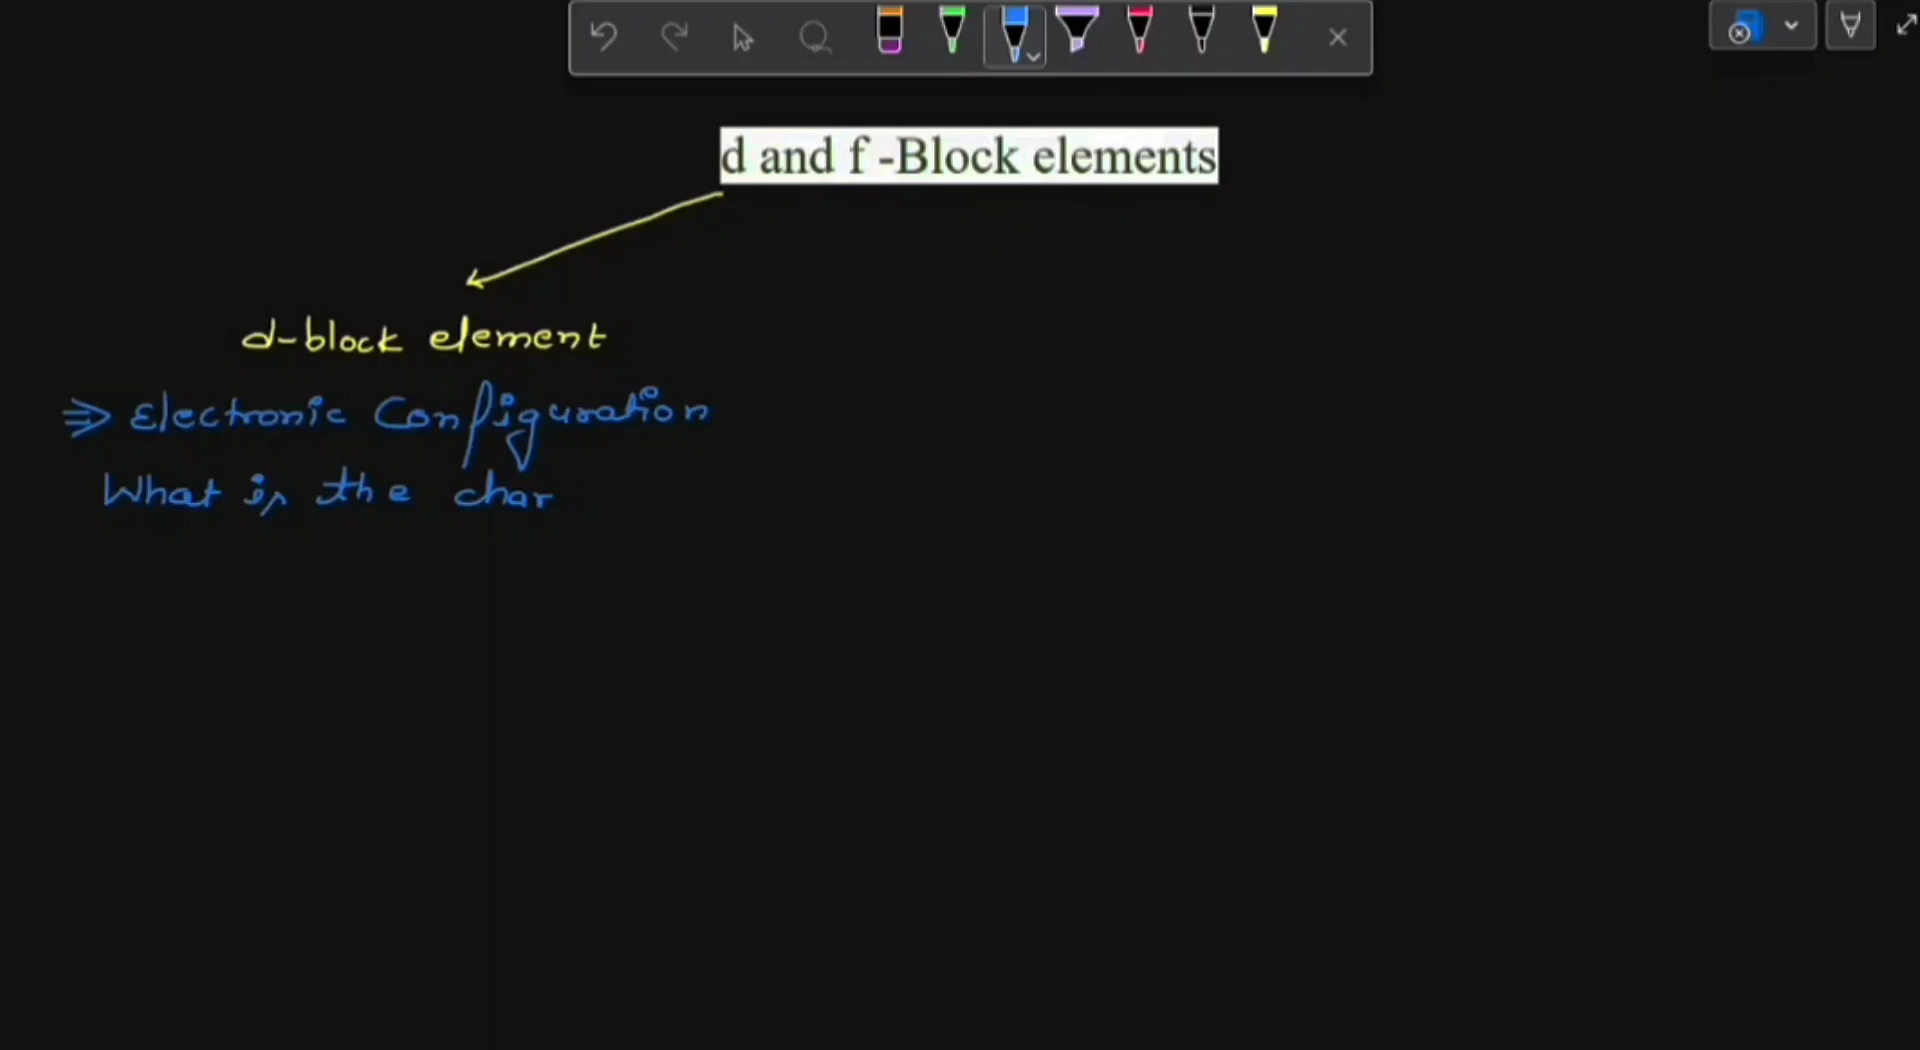 d and f -Block elements
d-block element
⇒ Electronic Configuration
What is the char